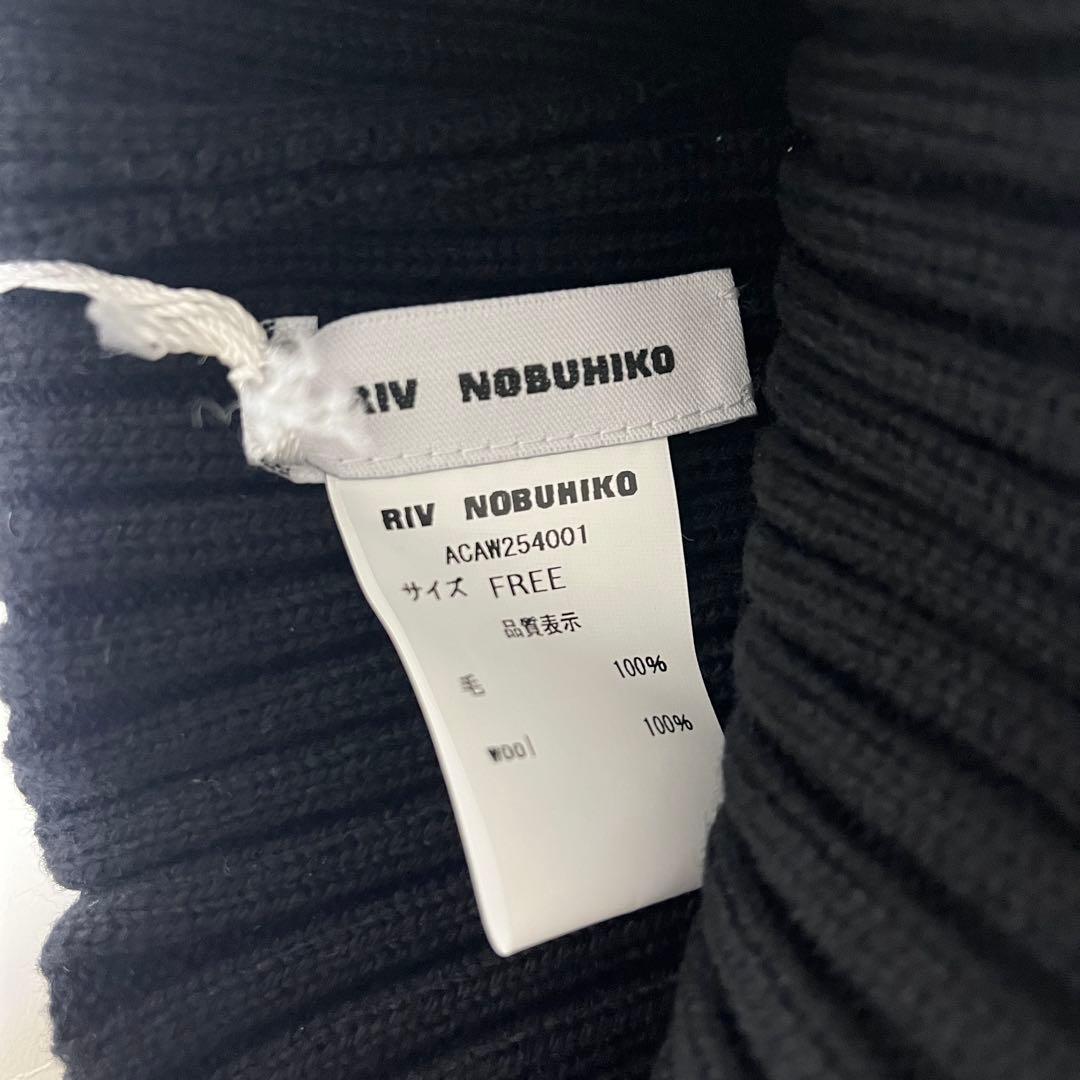 RIV NOBUHIKO
RIV NOBUHIKO
ACAW254001
サイズ FREE
品質表示
毛 100%
wool 100%